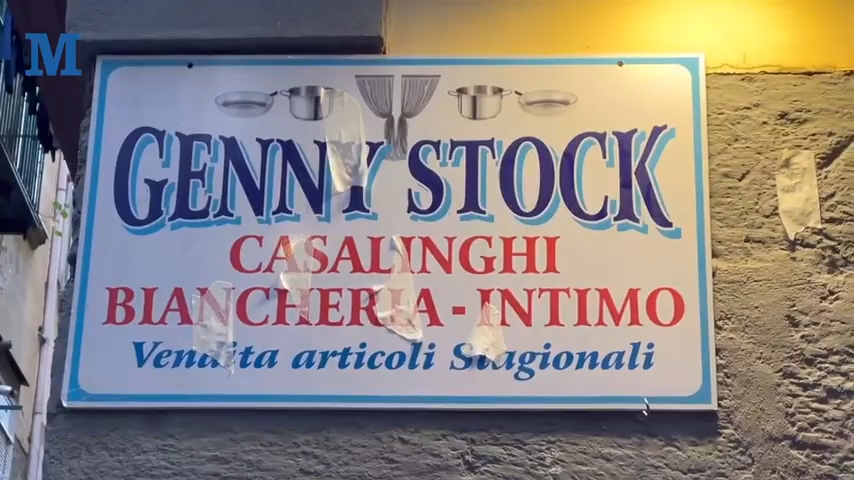 M
GENNY STOCK
CASALINGHI
BIANCHERIA - INTIMO
Vendita articoli Stagionali